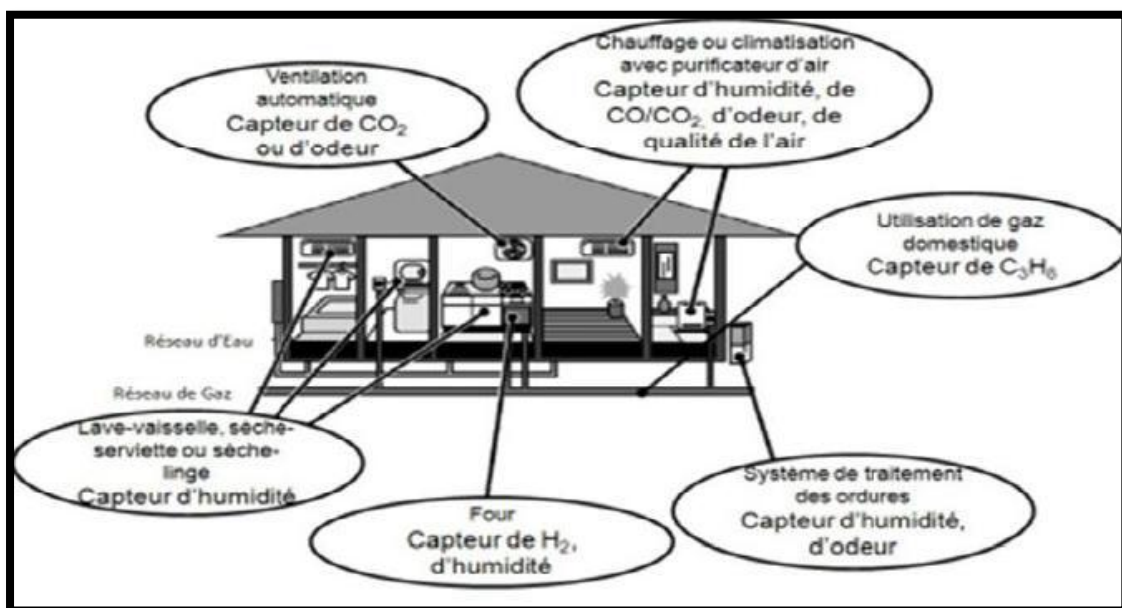 Ventilation
automatique
Capteur de CO2
ou d'odeur
Chauffage ou climatisation
avec purificateur d'air
Capteur d'humidité, de
CO/CO2, d'odeur, de
qualité de l'air
Utilisation de gaz
domestique
Capteur de C3H6
Réseau d'Eau
Réseau de Gaz
Lave-vaisselle, sèche-
serviette ou sèche-
linge
Capteur d'humidité
Four
Capteur de H2,
d'humidité
Système de traitement
des ordures
Capteur d'humidité,
d'odeur